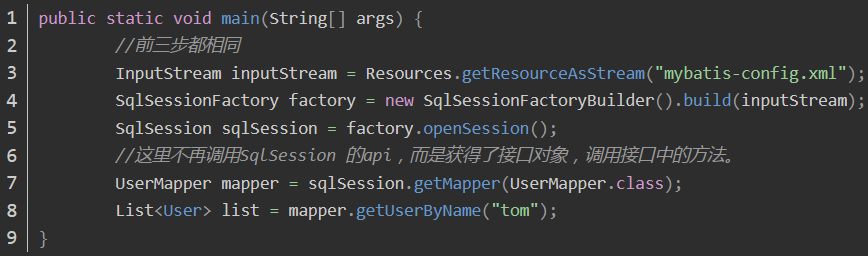 1 public static void main(String[] args) {
2 //前三步都相同
3 InputStream inputStream = Resources.getResourceAsStream("mybatis-config.xml");
4 SqlSessionFactory factory = new SqlSessionFactoryBuilder().build(inputStream);
5 SqlSession sqlSession = factory.openSession();
6 //这里不再调用SqlSession 的api，而是获得了接口对象，调用接口中的方法。
7 UserMapper mapper = sqlSession.getMapper(UserMapper.class);
8 List<User> list = mapper.getUserByName("tom");
9 }